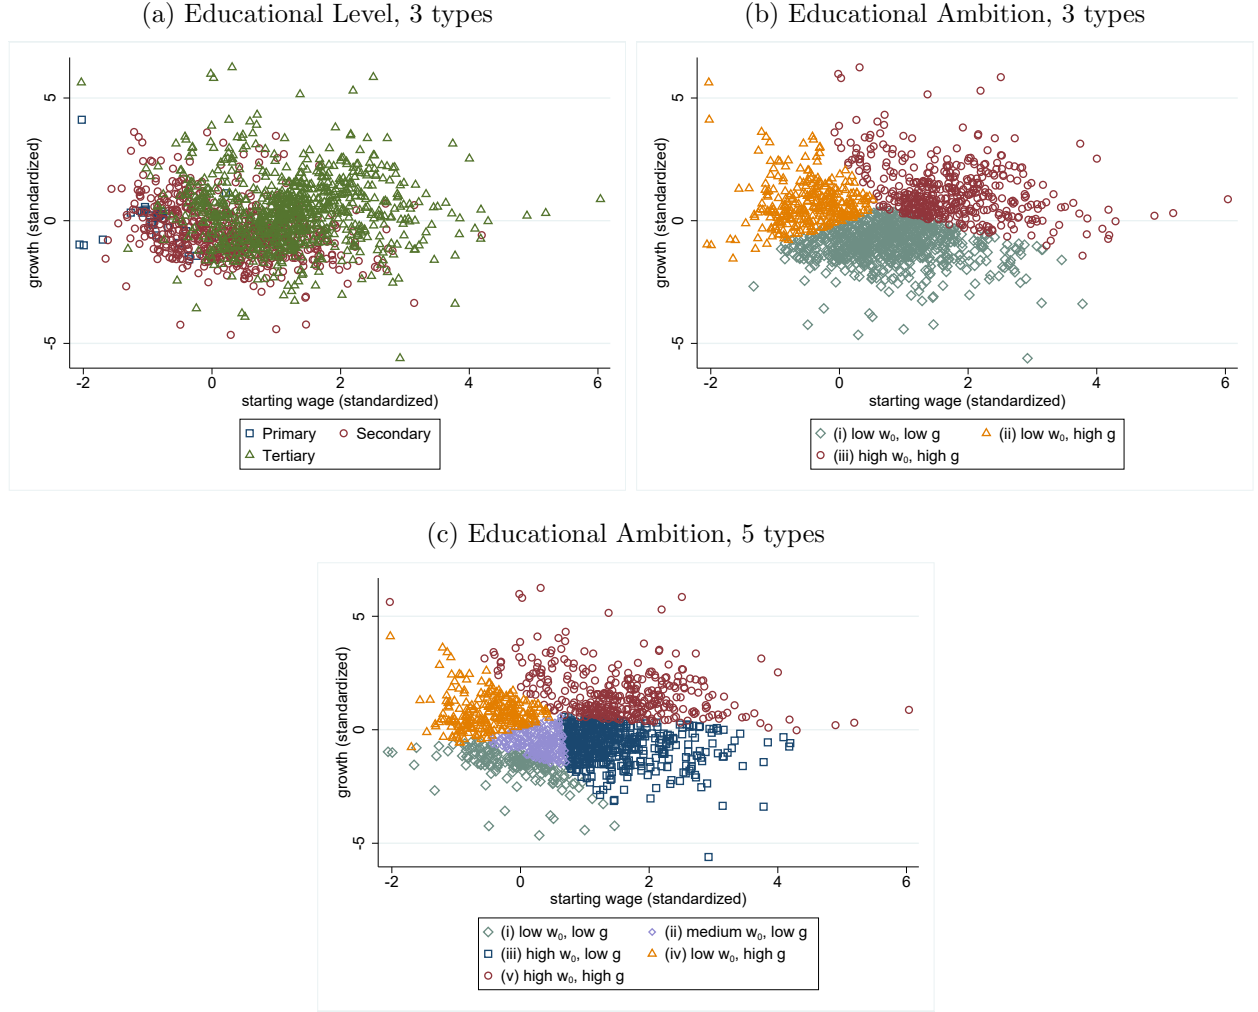 (a) Educational Level, 3 types
5
0
-5
growth (standardized)
-2 0 2 4 6
starting wage (standardized)
Primary Secondary
Tertiary
(b) Educational Ambition, 3 types
5
0
-5
growth (standardized)
-2 0 2 4 6
starting wage (standardized)
(i) low w₀, low g (ii) low w₀, high g
(iii) high w₀, high g
(c) Educational Ambition, 5 types
5
0
-5
growth (standardized)
-2 0 2 4 6
starting wage (standardized)
(i) low w₀, low g (ii) medium w₀, low g
(iii) high w₀, low g (iv) low w₀, high g
(v) high w₀, high g